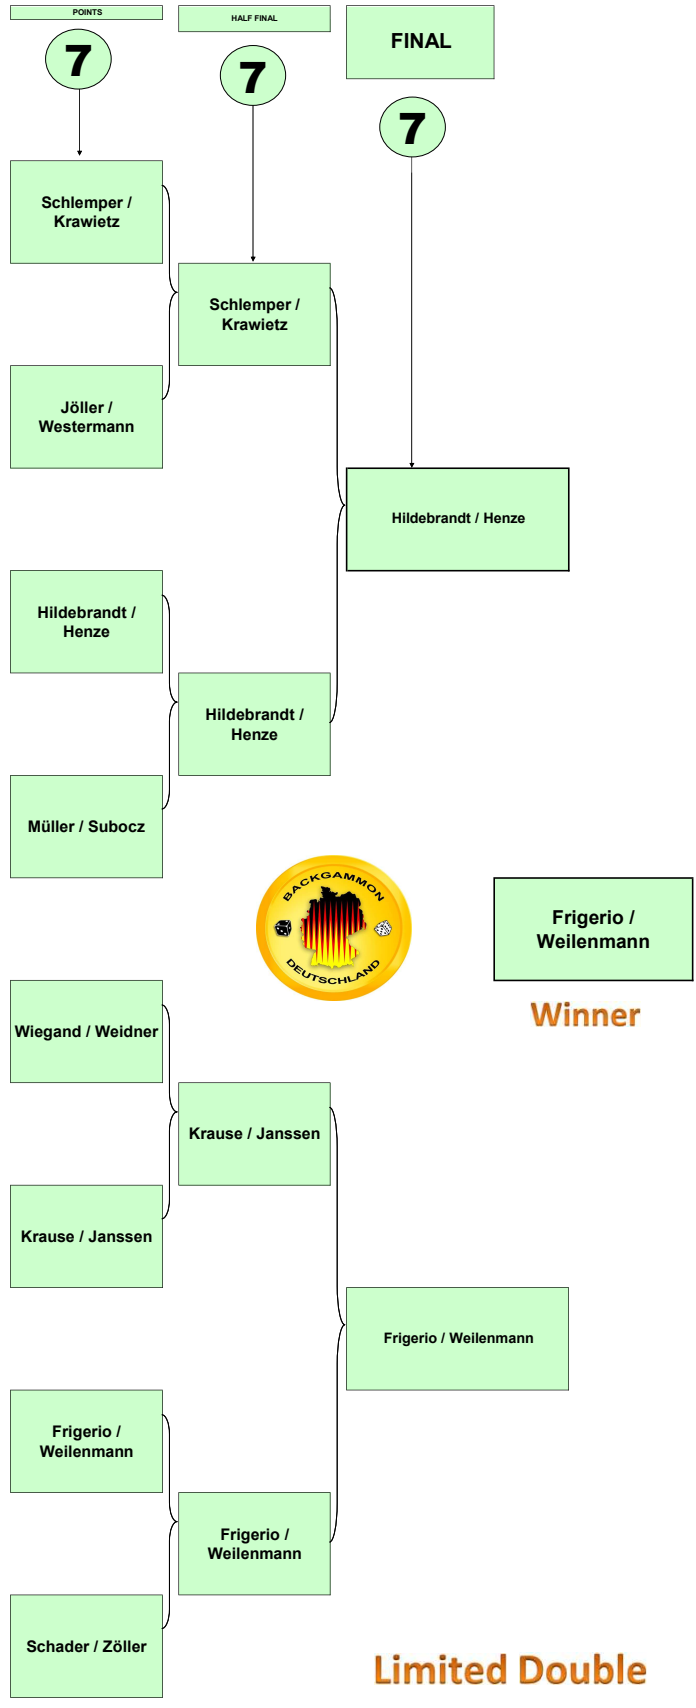 POINTS
HALF FINAL
FINAL
7
7
7
Schlemper /
Krawietz
Schlemper /
Krawietz
Jöller /
Westermann
Hildebrandt / Henze
Hildebrandt /
Henze
Hildebrandt /
Henze
Müller / Subocz
BACKGAMMON
DEUTSCHLAND
Frigerio /
Weilenmann
Winner
Wiegand / Weidner
Krause / Janssen
Krause / Janssen
Frigerio / Weilenmann
Frigerio /
Weilenmann
Frigerio /
Weilenmann
Schader / Zöller
Limited Double